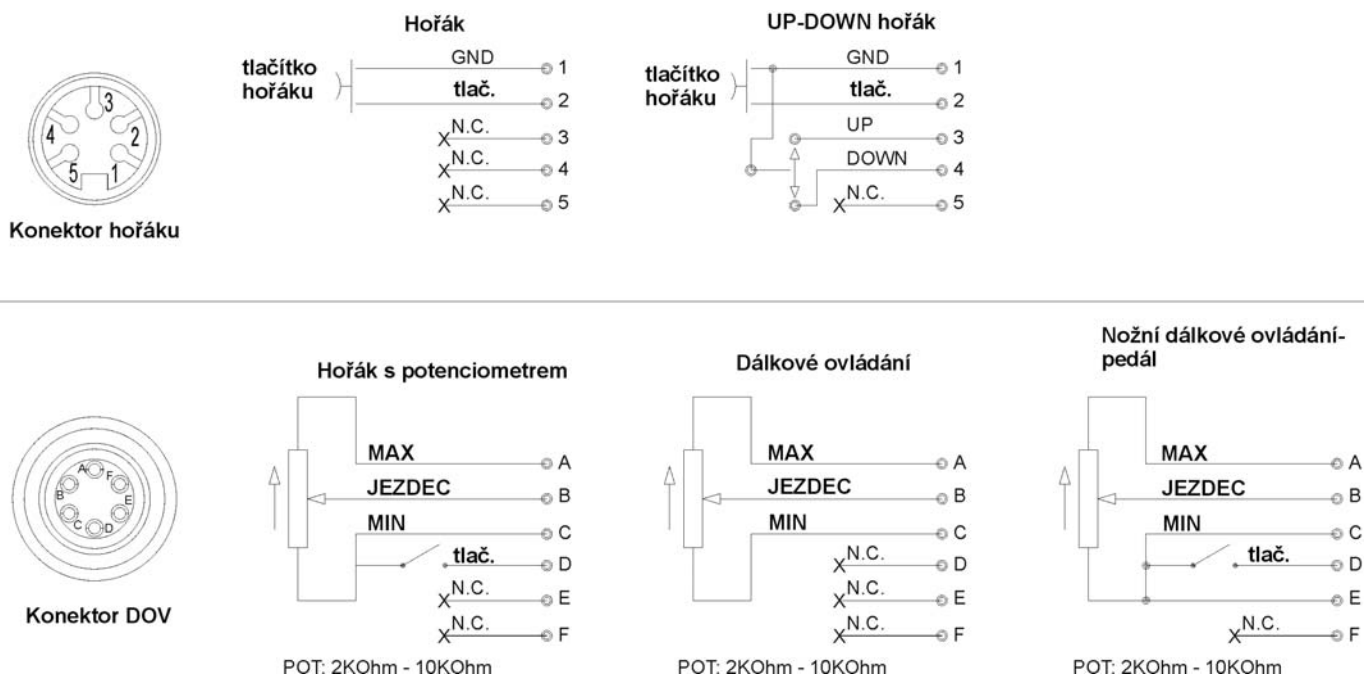 Hořák
tlačítko
hořáku
GND
1
tlač.
2
N.C.
3
N.C.
4
N.C.
5
UP-DOWN hořák
tlačítko
hořáku
GND
1
tlač.
2
UP
3
DOWN
4
N.C.
5
3
4
2
5
1
Konektor hořáku
Hořák s potenciometrem
MAX
A
JEZDEC
B
MIN
C
tlač.
D
N.C.
E
N.C.
F
POT: 2KOhm - 10KOhm
Dálkové ovládání
MAX
A
JEZDEC
B
MIN
C
N.C.
D
N.C.
E
N.C.
F
POT: 2KOhm - 10KOhm
Nožní dálkové ovládání-
pedál
MAX
A
JEZDEC
B
MIN
C
tlač.
D
E
N.C.
F
POT: 2KOhm - 10KOhm
A
F
B
E
C
D
Konektor DOV